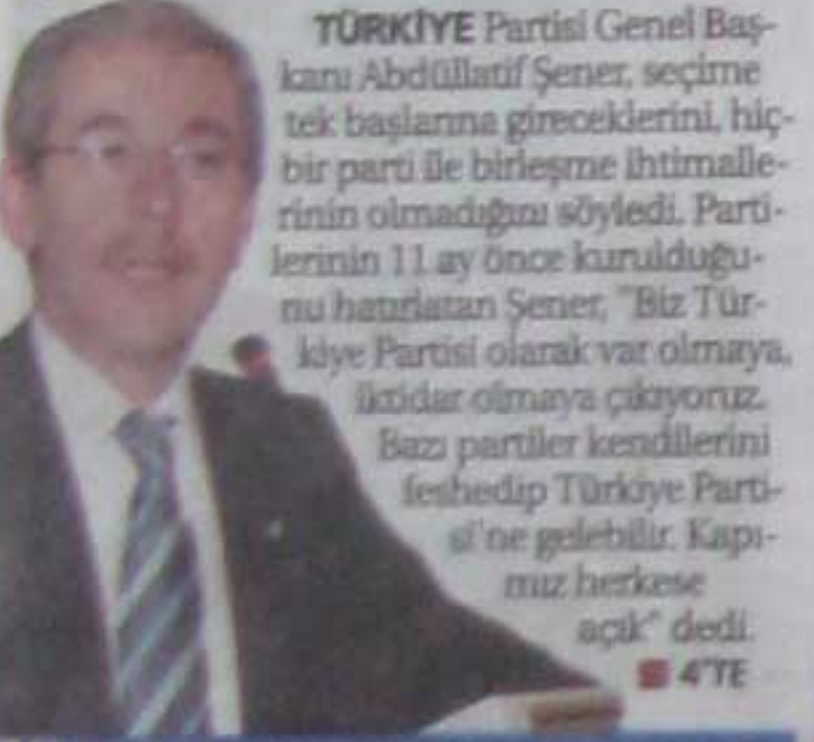 TÜRKİYE Partisi Genel Baş-
kanı Abdüllatif Şener, seçime
tek başlarına gireceklerini, hiç-
bir parti ile birleşme ihtimalle-
rinin olmadığını söyledi. Parti-
lerinin 11 ay önce kurulduğu-
nu hatırlatan Şener, "Biz Tür-
kiye Partisi olarak var olmaya,
iktidar olmaya çıkıyoruz.
Bazı partiler kendilerini
feshedip Türkiye Parti-
si'ne gelebilir. Kapı-
mız herkese
açık" dedi.
4'TE